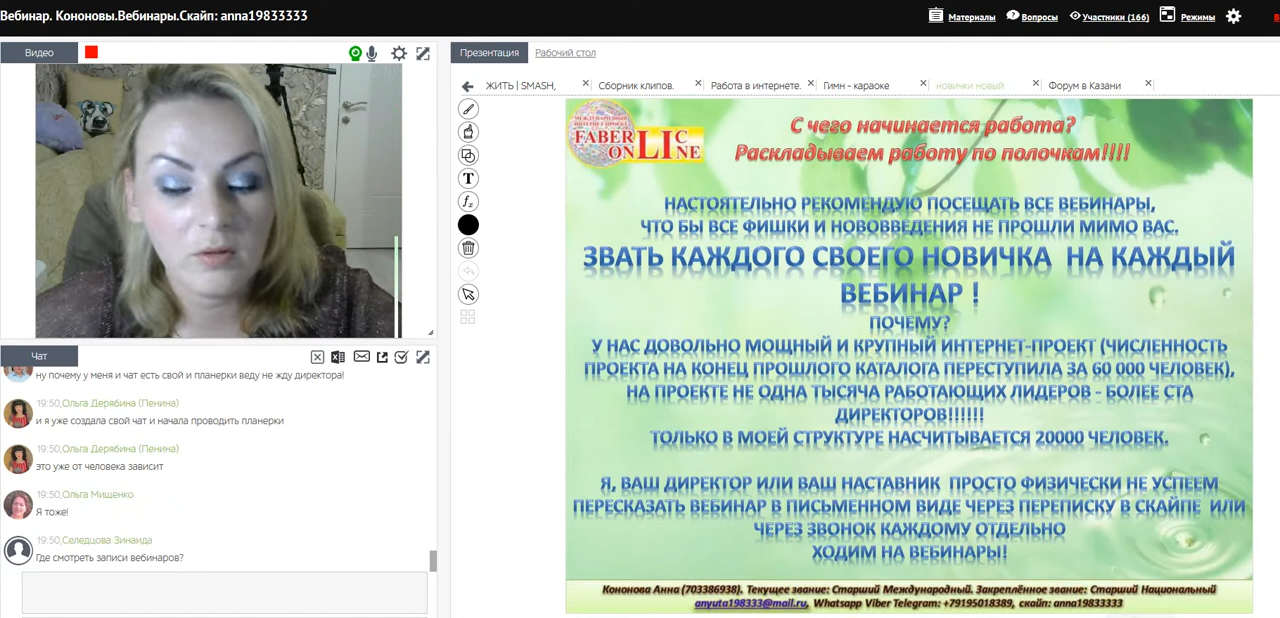 Вебинар. Кононовы.Вебинары.Скайп: anna19833333
Материалы Вопросы Участники (166) Режимы
Видео
Презентация Рабочий стол
ЖИТЬ | SMASH, Сборник клипов. Работа в интернете. Гимн - караоке новички новый Форум в Казани
МЕЖДУНАРОДНЫЙ
ИНТЕРНЕТ-ПРОЕКТ
FABERLIC
ONLINE
С чего начинается работа?
Раскладываем работу по полочкам!!!!
НАСТОЯТЕЛЬНО РЕКОМЕНДУЮ ПОСЕЩАТЬ ВСЕ ВЕБИНАРЫ,
ЧТО БЫ ВСЕ ФИШКИ И НОВОВВЕДЕНИЯ НЕ ПРОШЛИ МИМО ВАС.
ЗВАТЬ КАЖДОГО СВОЕГО НОВИЧКА НА КАЖДЫЙ
ВЕБИНАР !
ПОЧЕМУ?
У НАС ДОВОЛЬНО МОЩНЫЙ И КРУПНЫЙ ИНТЕРНЕТ-ПРОЕКТ (ЧИСЛЕННОСТЬ
ПРОЕКТА НА КОНЕЦ ПРОШЛОГО КАТАЛОГА ПЕРЕСТУПИЛА ЗА 60 000 ЧЕЛОВЕК),
НА ПРОЕКТЕ НЕ ОДНА ТЫСЯЧА РАБОТАЮЩИХ ЛИДЕРОВ - БОЛЕЕ СТА
ДИРЕКТОРОВ!!!!!!
ТОЛЬКО В МОЕЙ СТРУКТУРЕ НАСЧИТЫВАЕТСЯ 20000 ЧЕЛОВЕК.
Я, ВАШ ДИРЕКТОР ИЛИ ВАШ НАСТАВНИК ПРОСТО ФИЗИЧЕСКИ НЕ УСПЕЕМ
ПЕРЕСКАЗАТЬ ВЕБИНАР В ПИСЬМЕННОМ ВИДЕ ЧЕРЕЗ ПЕРЕПИСКУ В СКАЙПЕ ИЛИ
ЧЕРЕЗ ЗВОНОК КАЖДОМУ ОТДЕЛЬНО
ХОДИМ НА ВЕБИНАРЫ!
Кононова Анна (703386938). Текущее звание: Старший Международный. Закреплённое звание: Старший Национальный
anyuta198333@mail.ru, Whatsapp Viber Telegram: +79195018389, скайп: anna19833333
Чат
ну почему у меня и чат есть свой и планерки веду не жду директора!
19:50,Ольга Дерябина (Пенина)
и я уже создала свой чат и начала проводить планерки
19:50,Ольга Дерябина (Пенина)
это уже от человека зависит
19:50,Ольга Мищенко
Я тоже!
19:50,Селедцова Зинаида
Где смотреть записи вебинаров?